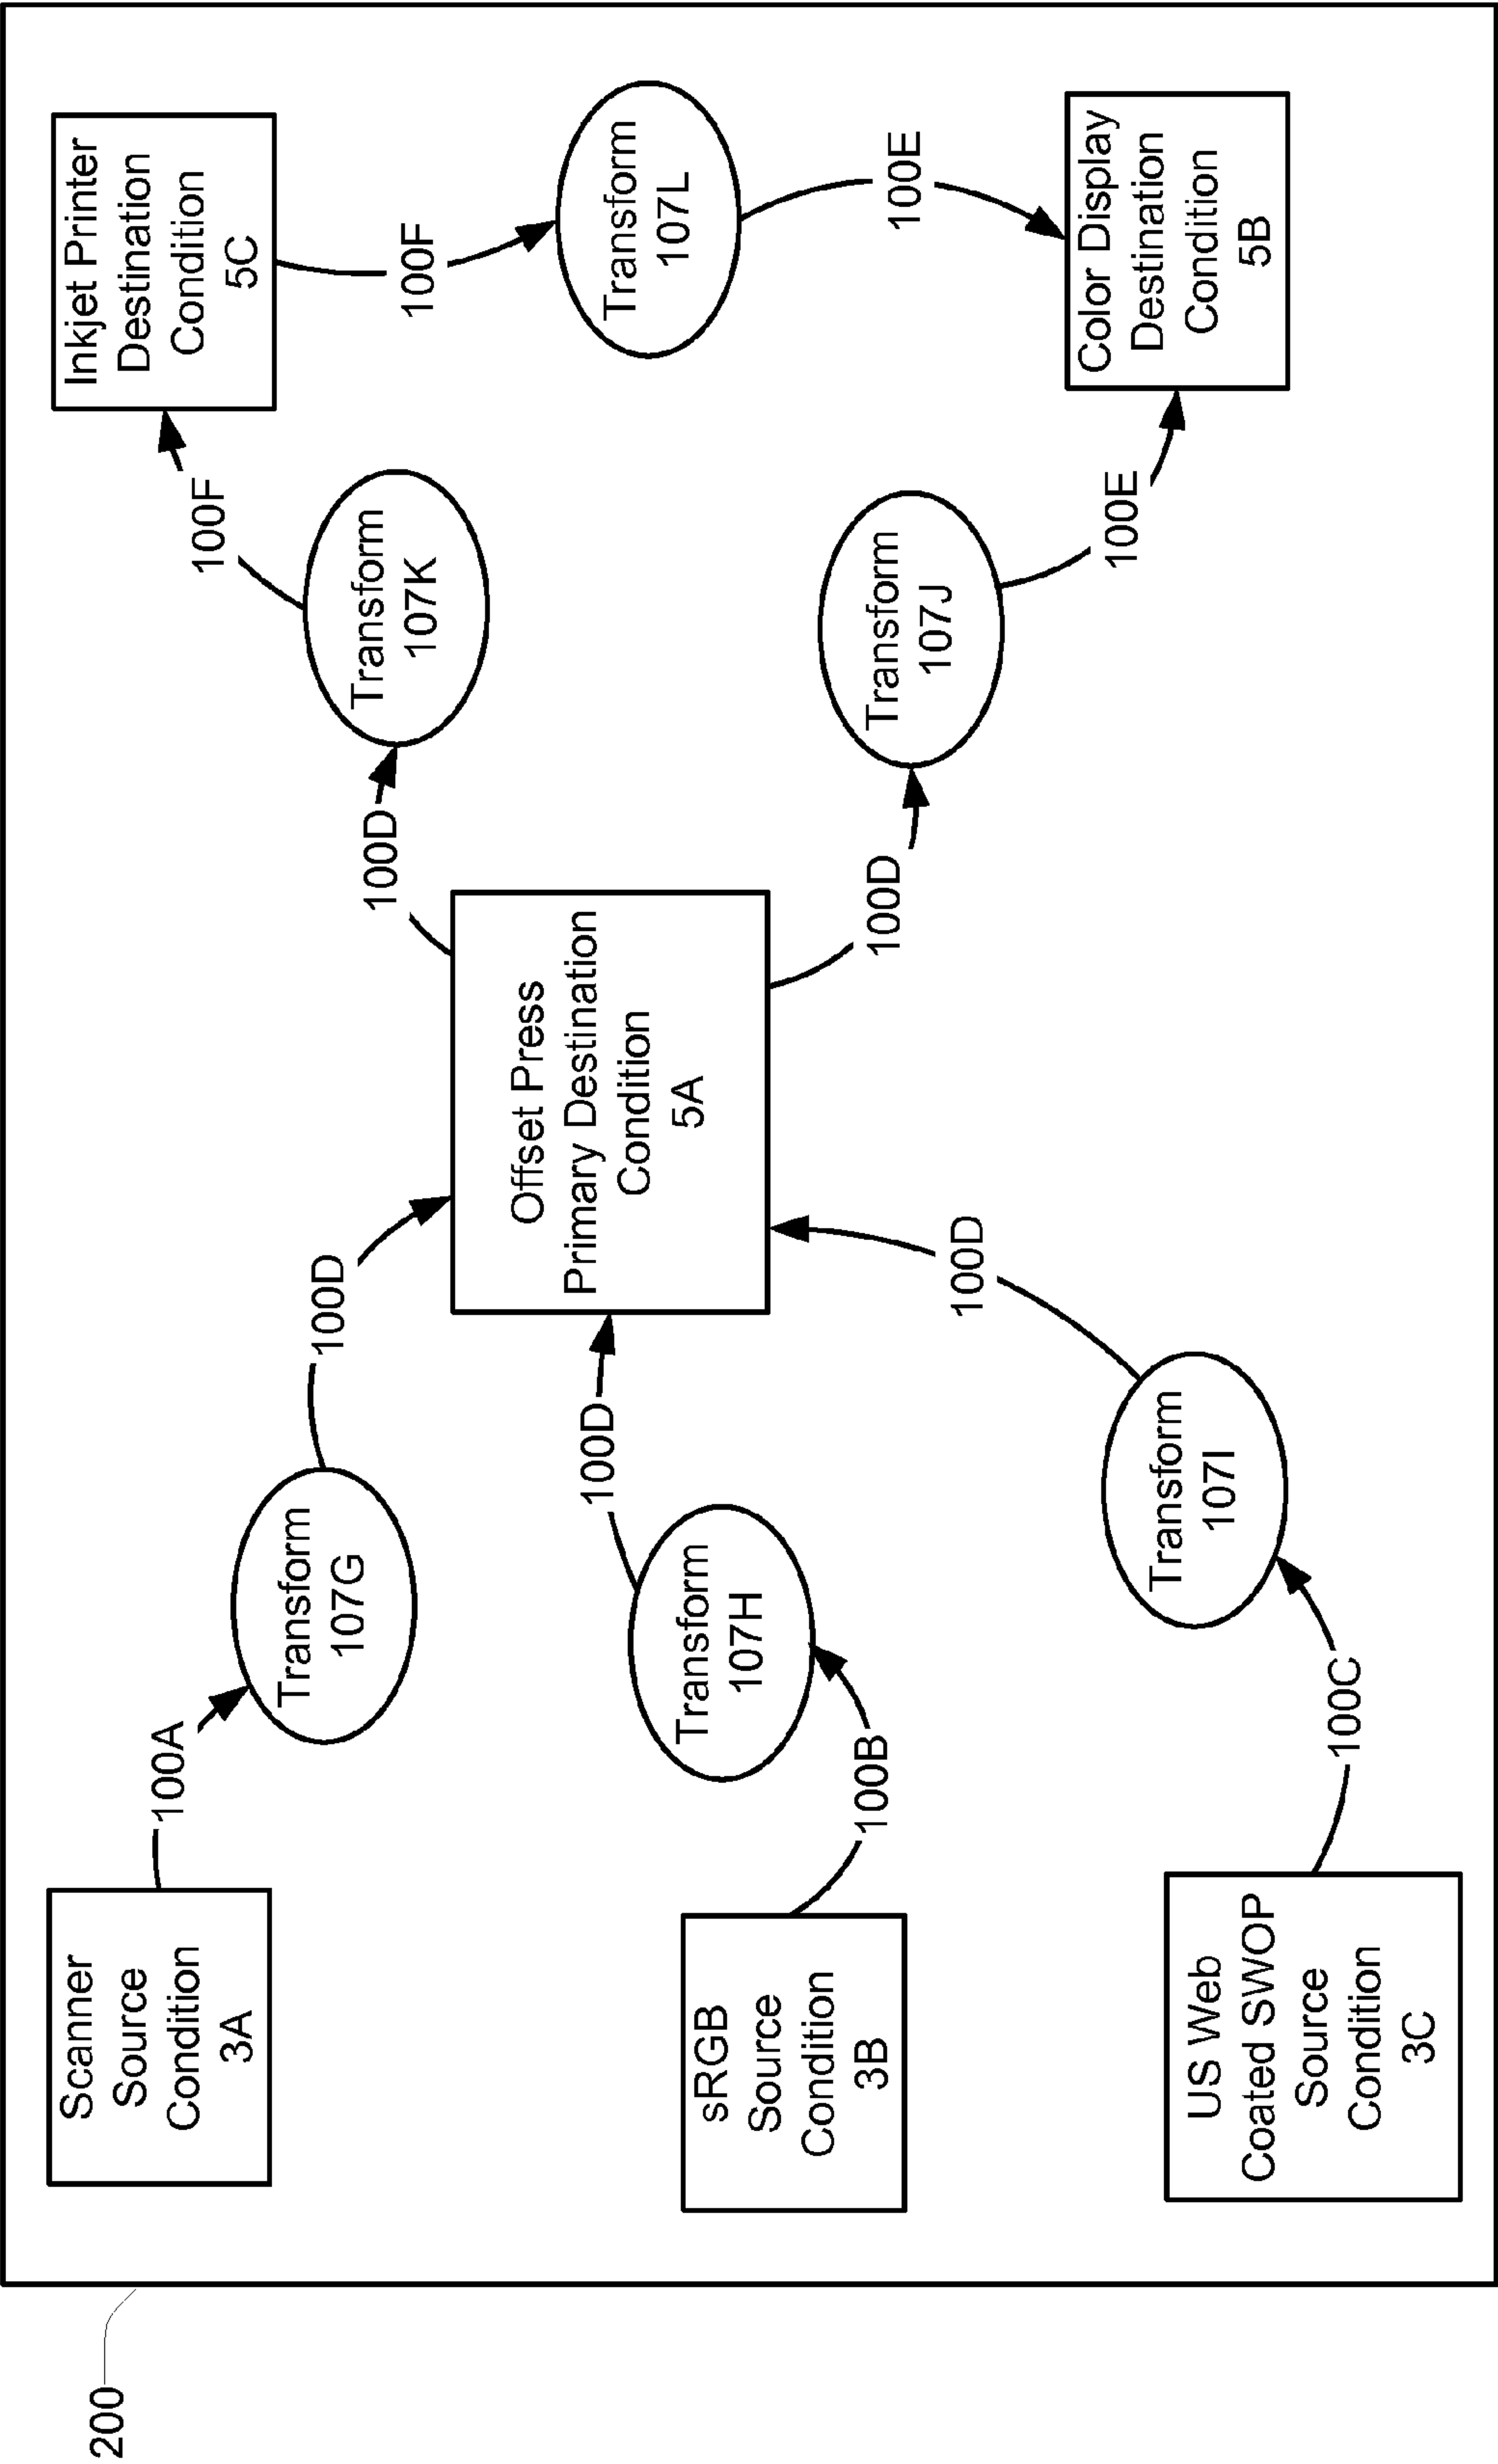 200
Scanner
Source
Condition
3A
100A
Transform
107G
100D
sRGB
Source
Condition
3B
100B
Transform
107H
100D
US Web
Coated SWOP
Source
Condition
3C
100C
Transform
107I
100D
Offset Press
Primary Destination
Condition
5A
100D
Transform
107K
100F
Inkjet Printer
Destination
Condition
5C
100F
Transform
107L
100E
100D
Transform
107J
100E
Color Display
Destination
Condition
5B